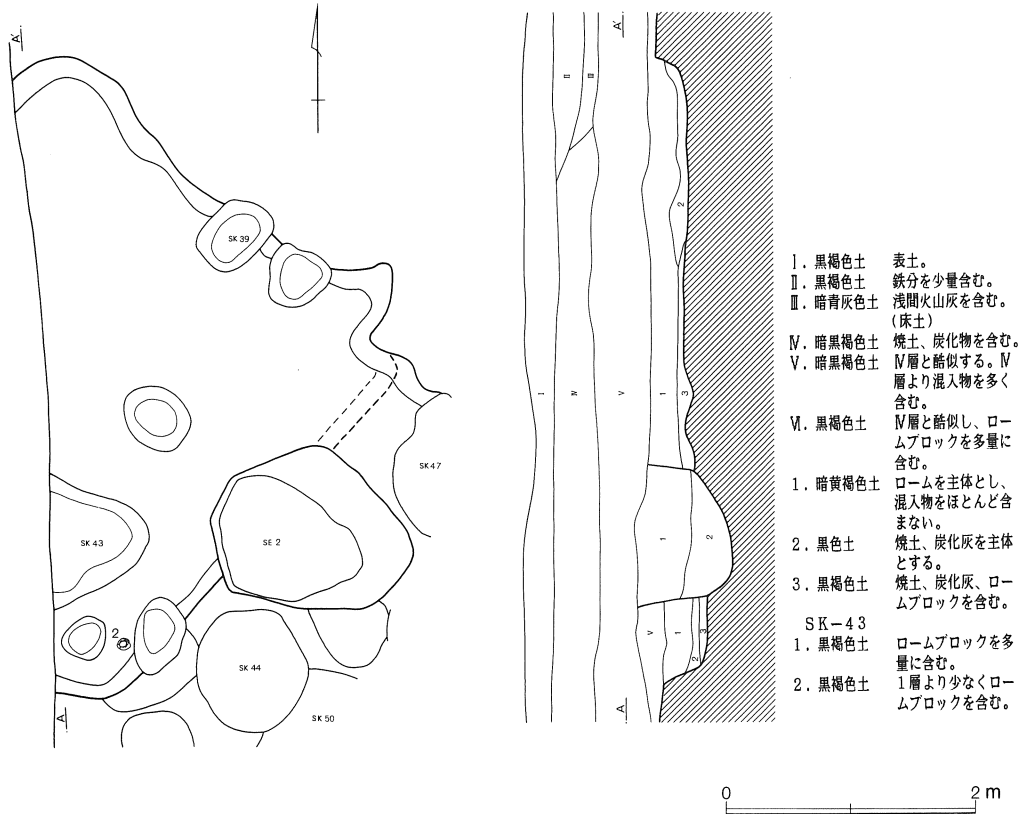 A′
SK 39
SK 47
SK 43
SE 2
2
SK 44
SK 50
A
A′
Ⅱ
Ⅲ
2
Ⅰ
Ⅳ
Ⅴ
1
3
1
2
Ⅴ
1
2
3
A
Ⅰ. 黒褐色土 表土。
Ⅱ. 黒褐色土 鉄分を少量含む。
Ⅲ. 暗青灰色土 浅間火山灰を含む。
(床土)
Ⅳ. 暗黒褐色土 焼土、炭化物を含む。
Ⅴ. 暗黒褐色土 Ⅳ層と酷似する。Ⅳ
層より混入物を多く
含む。
Ⅵ. 黒褐色土 Ⅳ層と酷似し、ロー
ムブロックを多量に
含む。
1. 暗黄褐色土 ロームを主体とし、
混入物をほとんど含
まない。
2. 黒色土 焼土、炭化灰を主体
とする。
3. 黒褐色土 焼土、炭化灰、ロー
ムブロックを含む。
SK-43
1. 黒褐色土 ロームブロックを多
量に含む。
2. 黒褐色土 1層より少なくロー
ムブロックを含む。
0 2 m